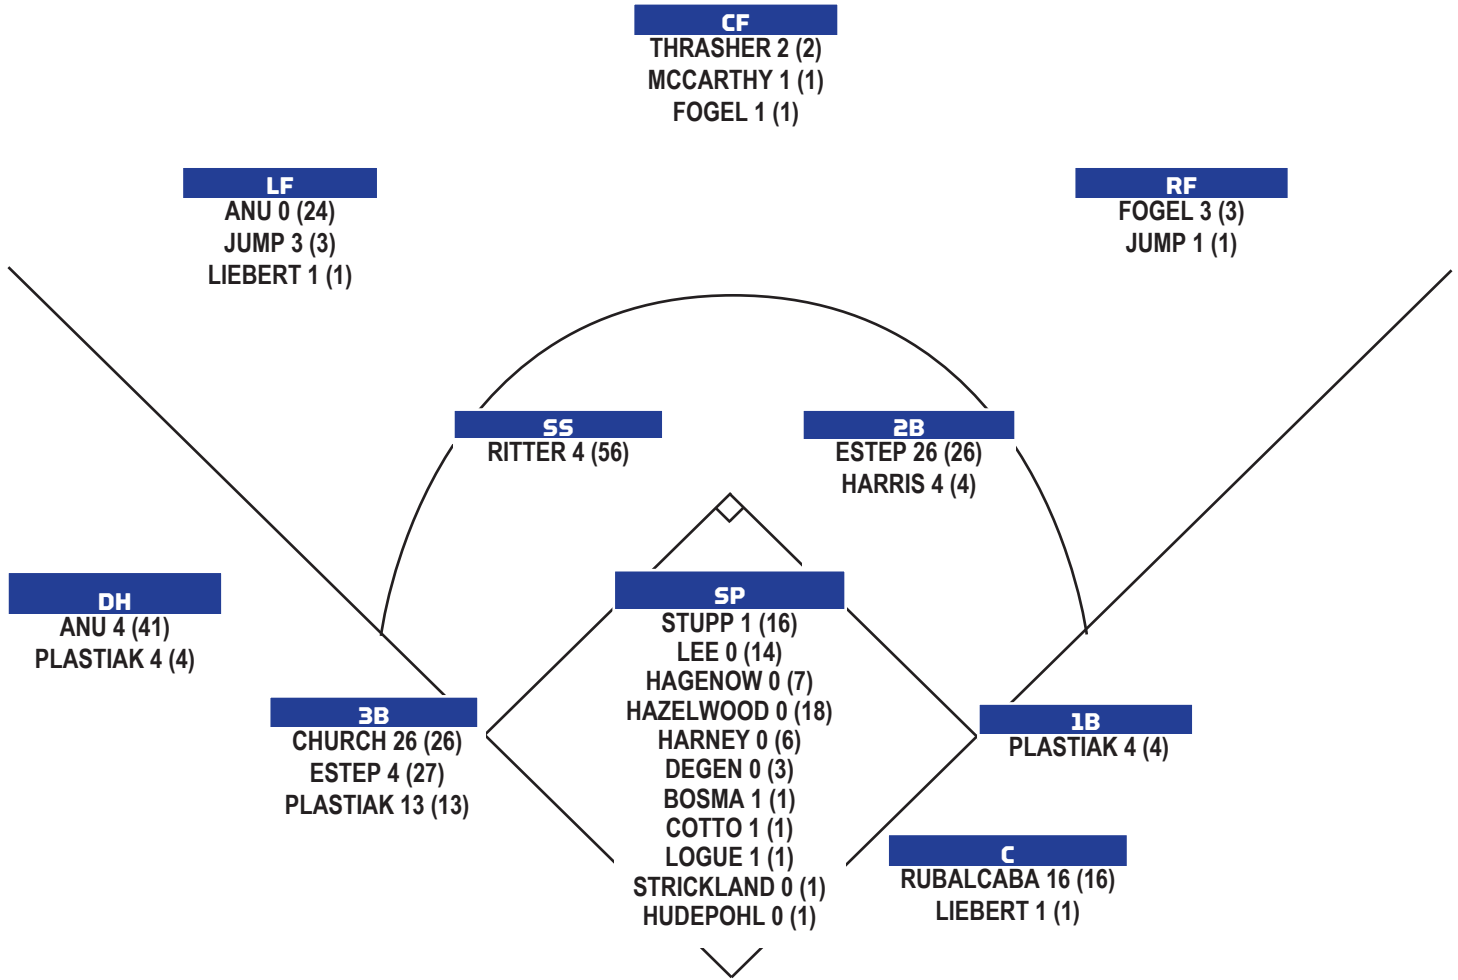 CF
THRASHER 2 (2)
MCCARTHY 1 (1)
FOGEL 1 (1)
LF
ANU 0 (24)
JUMP 3 (3)
LIEBERT 1 (1)
RF
FOGEL 3 (3)
JUMP 1 (1)
SS
RITTER 4 (56)
2B
ESTEP 26 (26)
HARRIS 4 (4)
DH
ANU 4 (41)
PLASTIAK 4 (4)
SP
STUPP 1 (16)
LEE 0 (14)
HAGENOW 0 (7)
HAZELWOOD 0 (18)
HARNEY 0 (6)
DEGEN 0 (3)
BOSMA 1 (1)
COTTO 1 (1)
LOGUE 1 (1)
STRICKLAND 0 (1)
HUDEPOHL 0 (1)
3B
CHURCH 26 (26)
ESTEP 4 (27)
PLASTIAK 13 (13)
1B
PLASTIAK 4 (4)
C
RUBALCABA 16 (16)
LIEBERT 1 (1)